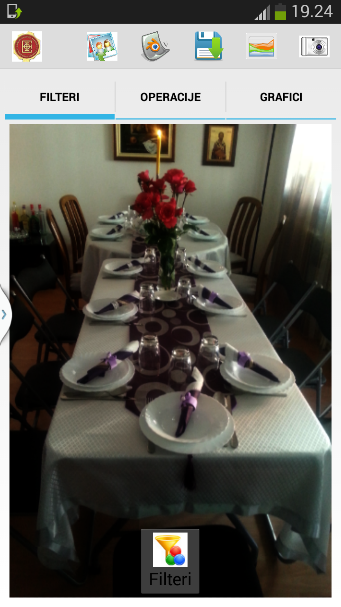 19.24
FILTERI
OPERACIJE
GRAFICI
Filteri